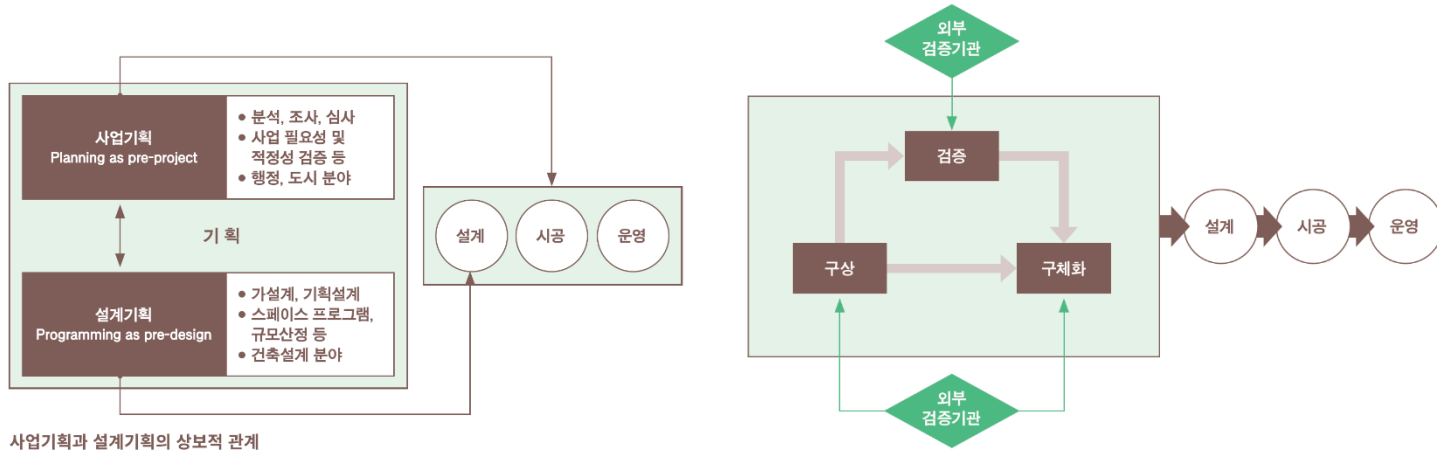 사업기획
Planning as pre-project
● 분석, 조사, 심사
● 사업 필요성 및
적정성 검증 등
● 행정, 도시 분야
기 획
설계기획
Programming as pre-design
● 가설계, 기획설계
● 스페이스 프로그램,
규모산정 등
● 건축설계 분야
설계
시공
운영
사업기획과 설계기획의 상보적 관계
외부
검증기관
검증
구상
구체화
외부
검증기관
설계
시공
운영